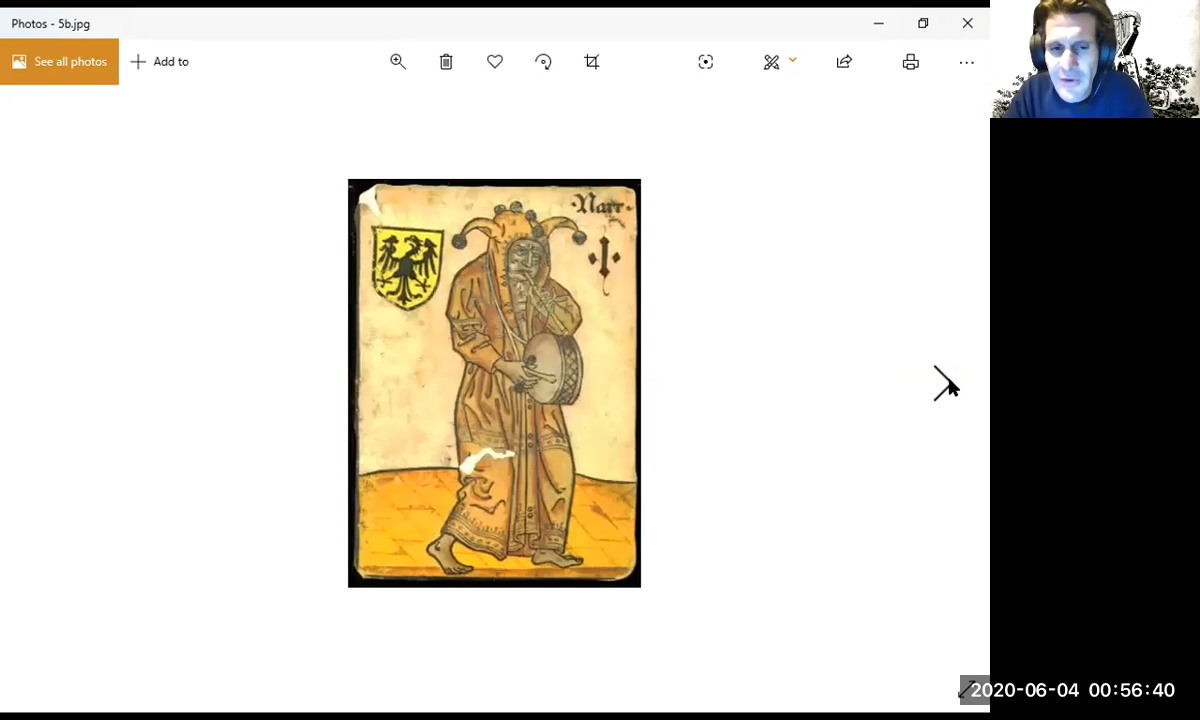 Photos - 5b.jpg
See all photos
Add to
·Narr·
·I·
2020-06-04 00:56:40